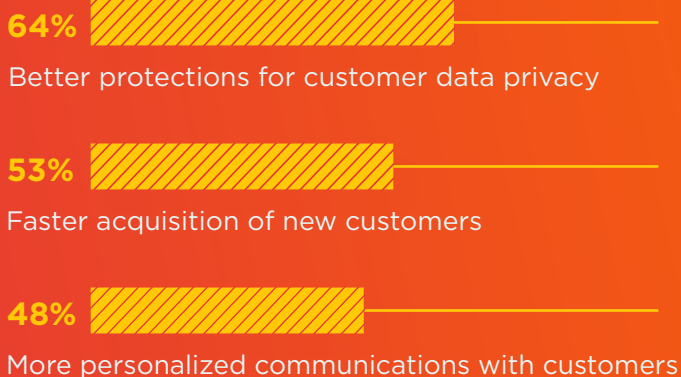 64%
Better protections for customer data privacy
53%
Faster acquisition of new customers
48%
More personalized communications with customers